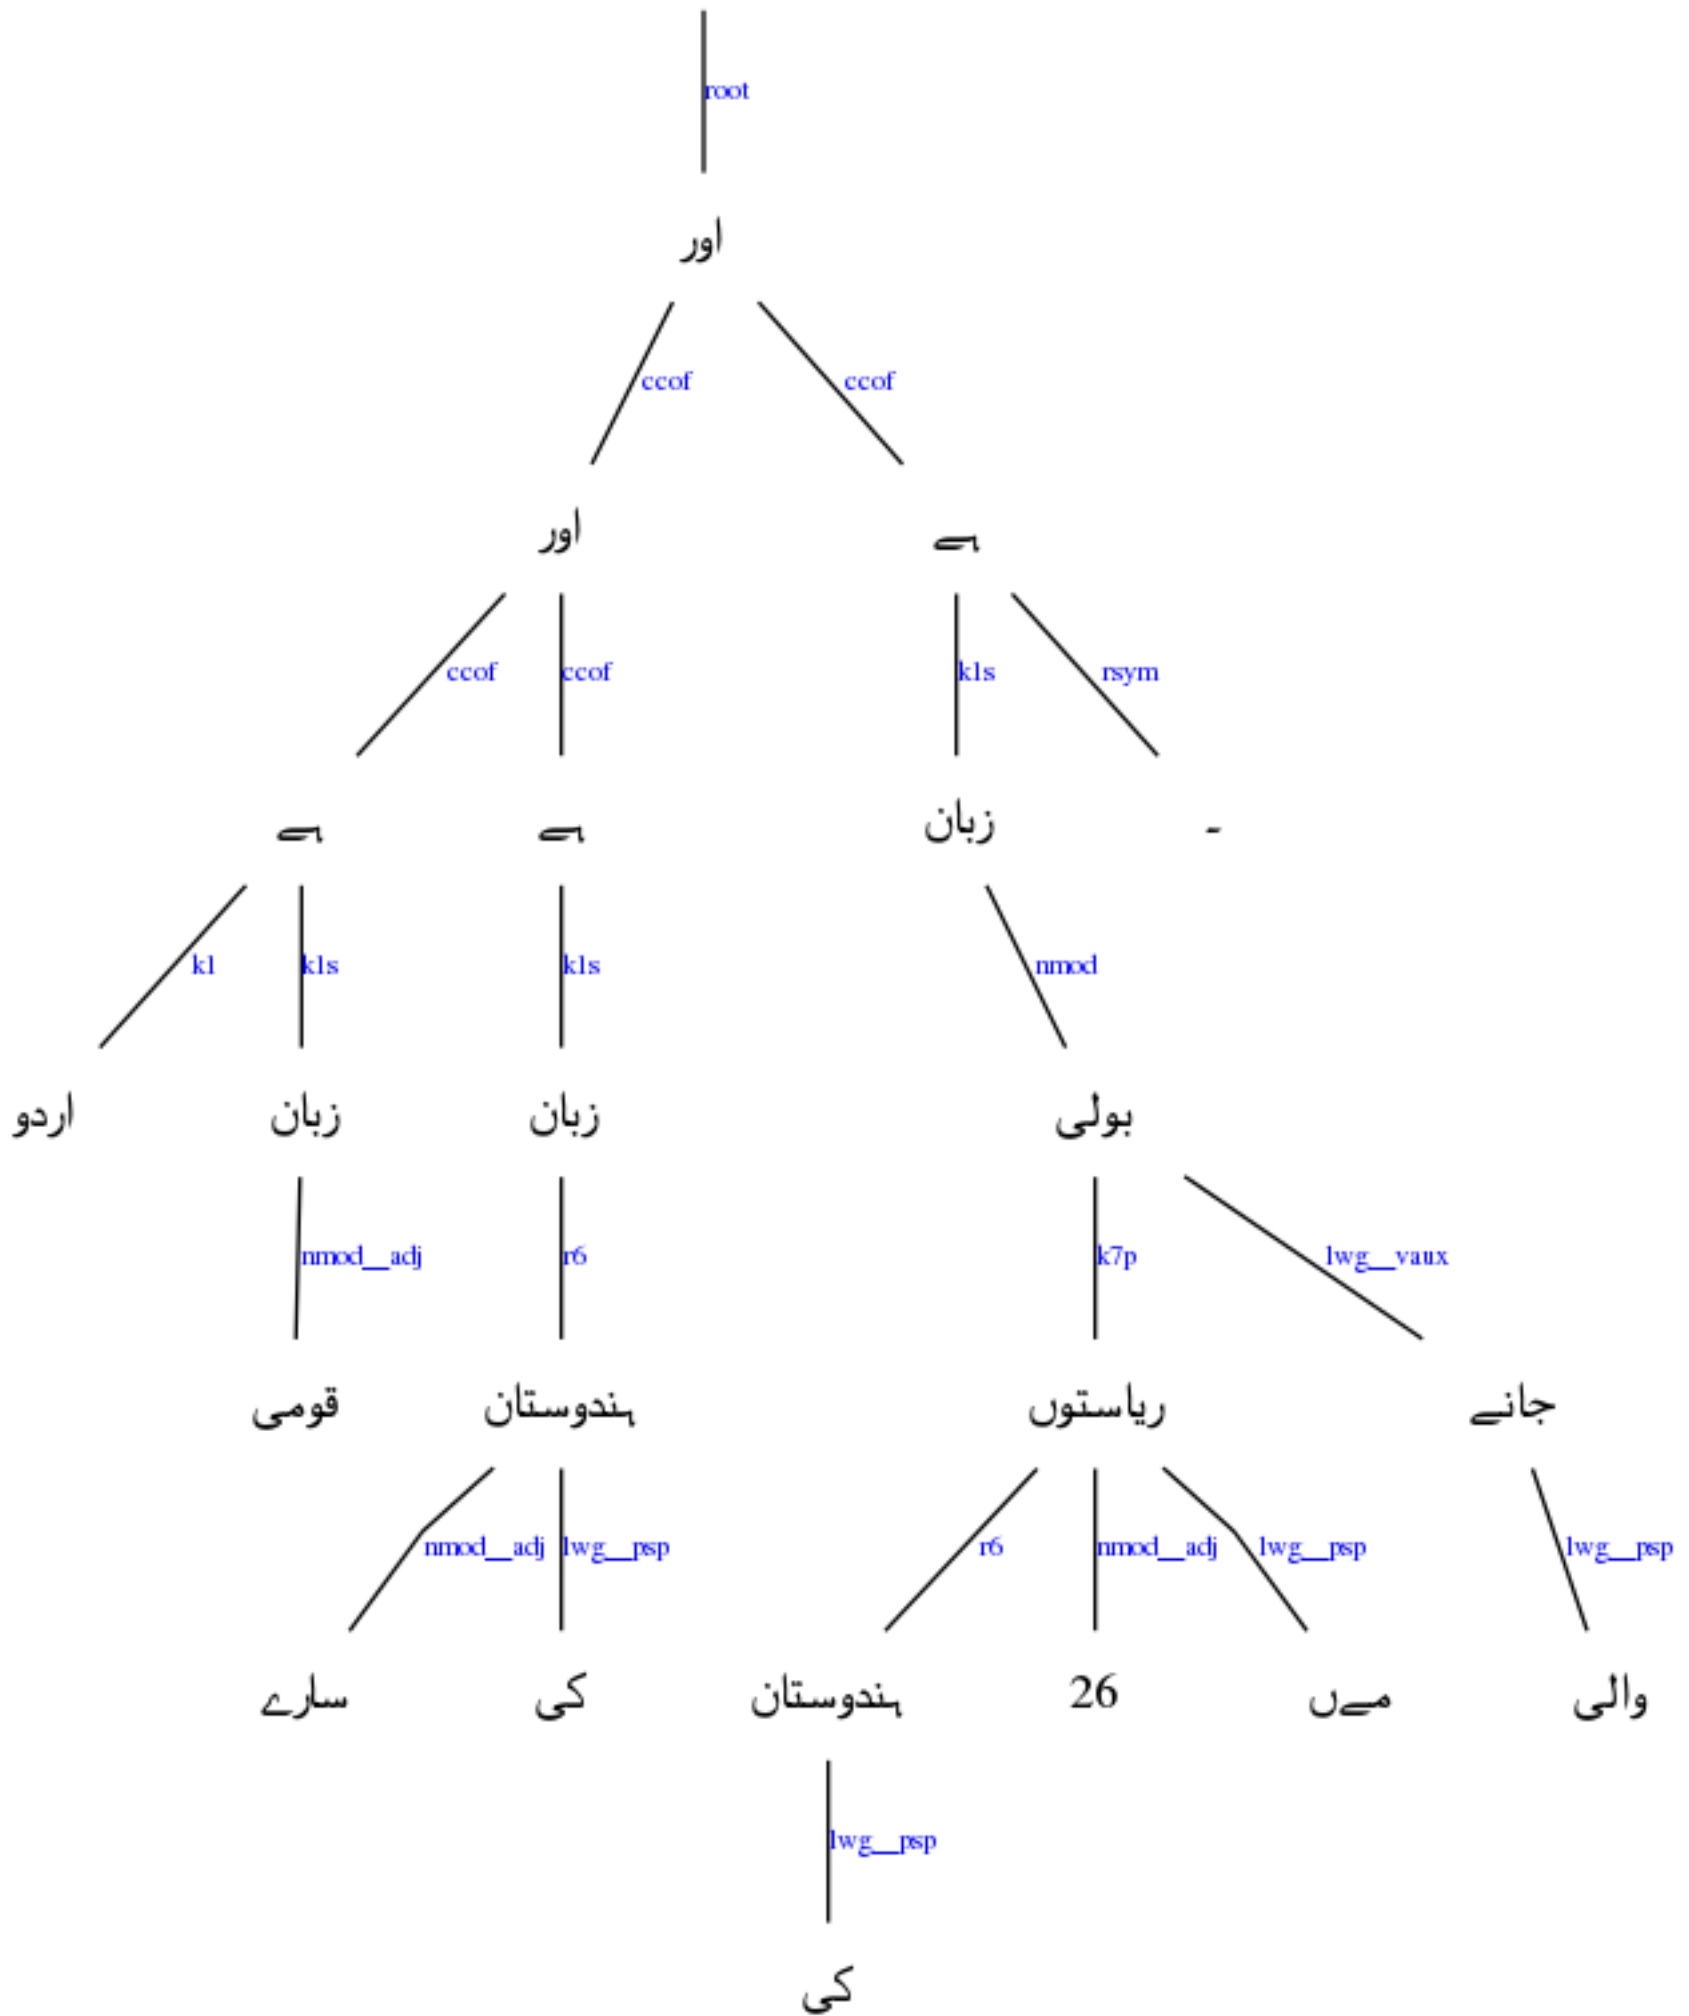 root
اور
ccof ccof
اور ہے
ccof ccof k1s rsym
ہے ہے زبان ۔
k1 k1s k1s nmod
اردو زبان زبان بولی
nmod__adj r6 k7p lwg__vaux
قومی ہندوستان ریاستوں جانے
nmod__adj lwg__psp r6 nmod__adj lwg__psp lwg__psp
سارے کی ہندوستان 26 مےں والی
lwg__psp
کی